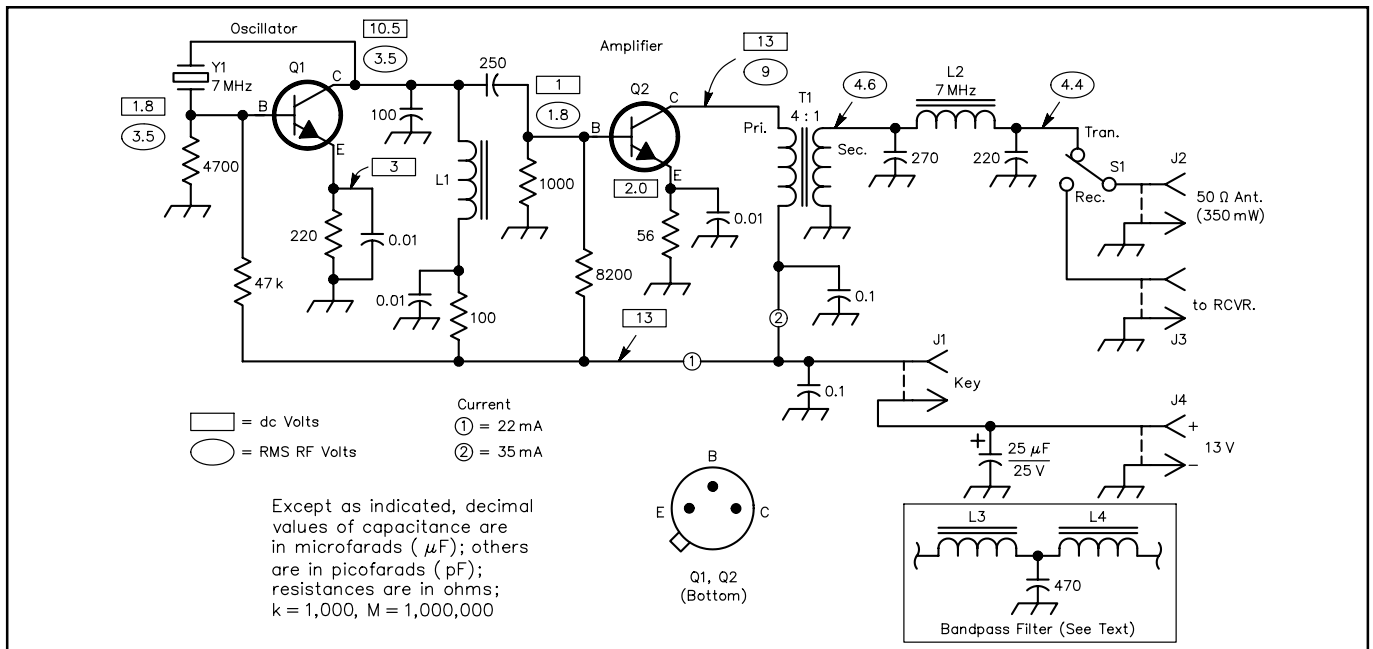 Oscillator
10.5
3.5
Y1
7 MHz
Q1
C
B
E
1.8
3.5
4700
100
250
1
1.8
L1
3
220
0.01
47 k
0.01
100
1000
8200
Amplifier
Q2
C
B
E
2.0
56
0.01
13
9
T1
4 : 1
Pri.
Sec.
4.6
L2
7 MHz
4.4
270
220
Tran.
S1
Rec.
J2
50 Ω Ant.
(350 mW)
to RCVR.
J3
0.1
2
13
1
0.1
J1
Key
J4
+
13 V
–
+
25 µF
25 V
= dc Volts
= RMS RF Volts
Current
1 = 22 mA
2 = 35 mA
Except as indicated, decimal
values of capacitance are
in microfarads ( µF); others
are in picofarads ( pF);
resistances are in ohms;
k = 1,000, M = 1,000,000
B
E
C
Q1, Q2
(Bottom)
L3
L4
470
Bandpass Filter (See Text)